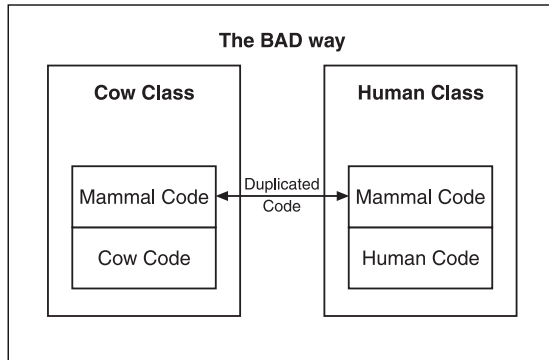 The BAD way
Cow Class
Human Class
Mammal Code
Duplicated
Code
Mammal Code
Cow Code
Human Code